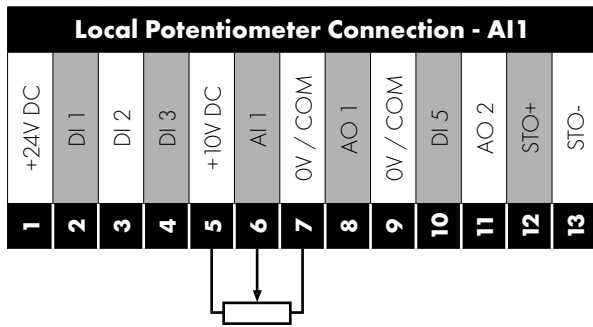 Local Potentiometer Connection - AI1
+24V DC
DI 1
DI 2
DI 3
+10V DC
AI 1
0V / COM
AO 1
0V / COM
DI 5
AO 2
STO+
STO-
1
2
3
4
5
6
7
8
9
10
11
12
13